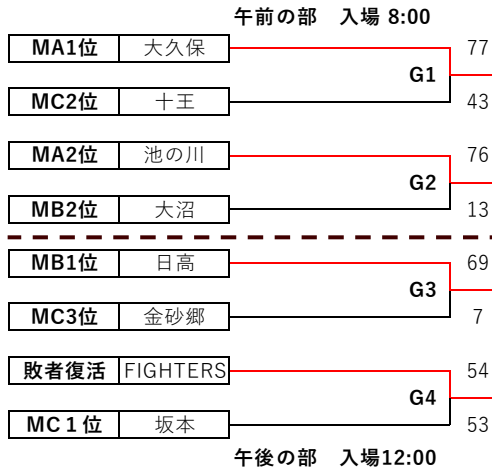 午前の部　入場 8:00
MA1位 大久保 77
G1
MC2位 十王 43
MA2位 池の川 76
G2
MB2位 大沼 13
MB1位 日高 69
G3
MC3位 金砂郷 7
敗者復活 FIGHTERS 54
G4
MC１位 坂本 53
午後の部　入場12:00